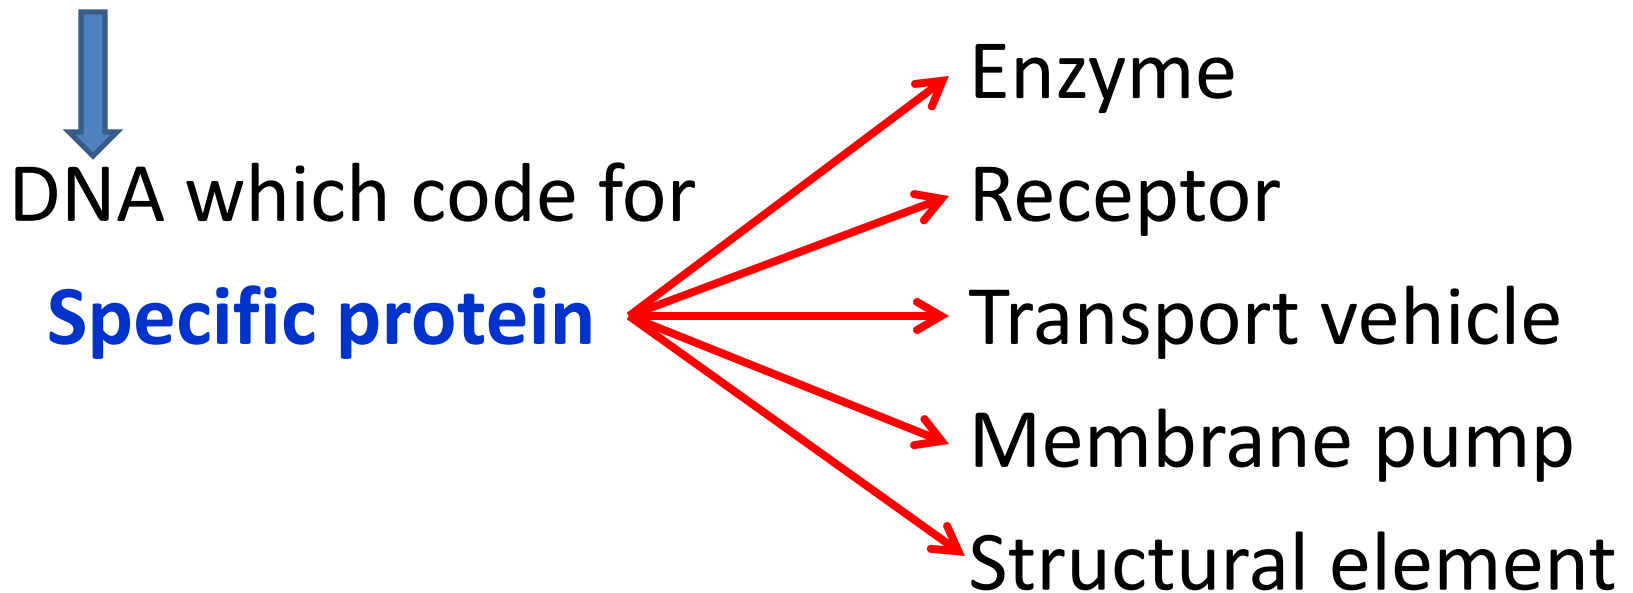 Enzyme
DNA which code for
Receptor
Specific protein
Transport vehicle
Membrane pump
Structural element